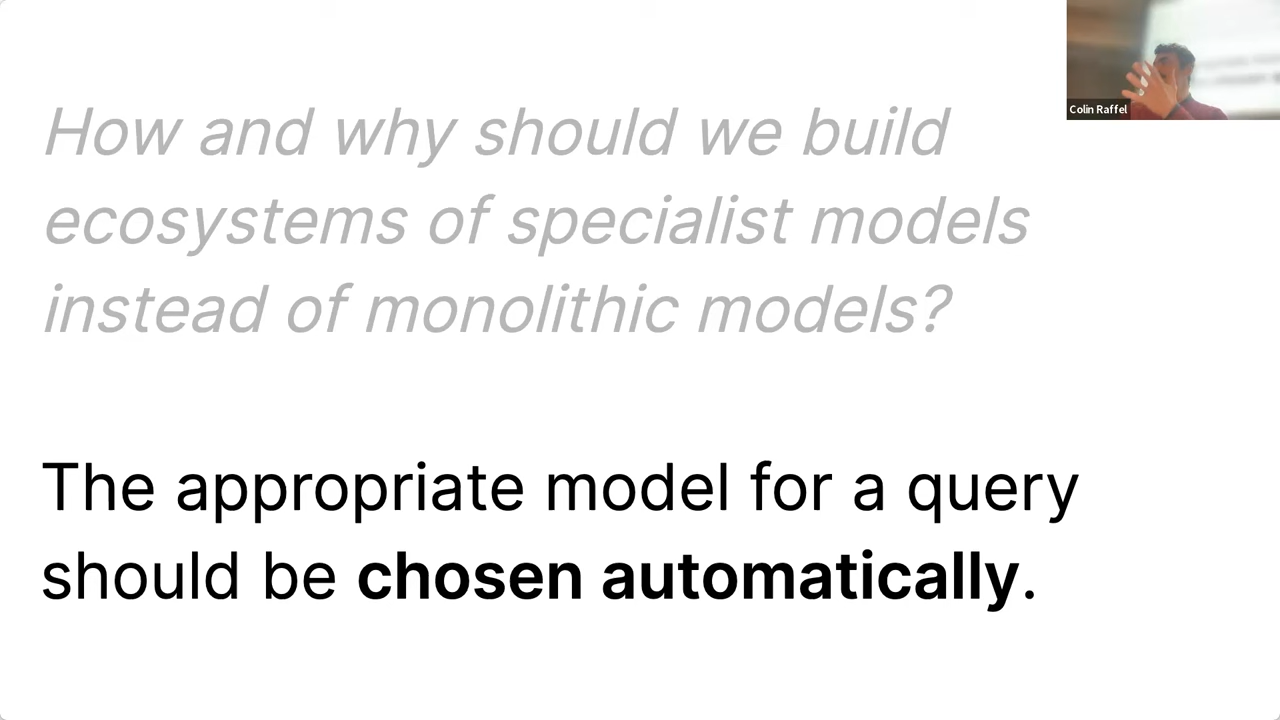 How and why should we build
ecosystems of specialist models
instead of monolithic models?
The appropriate model for a query
should be chosen automatically.
Colin Raffel